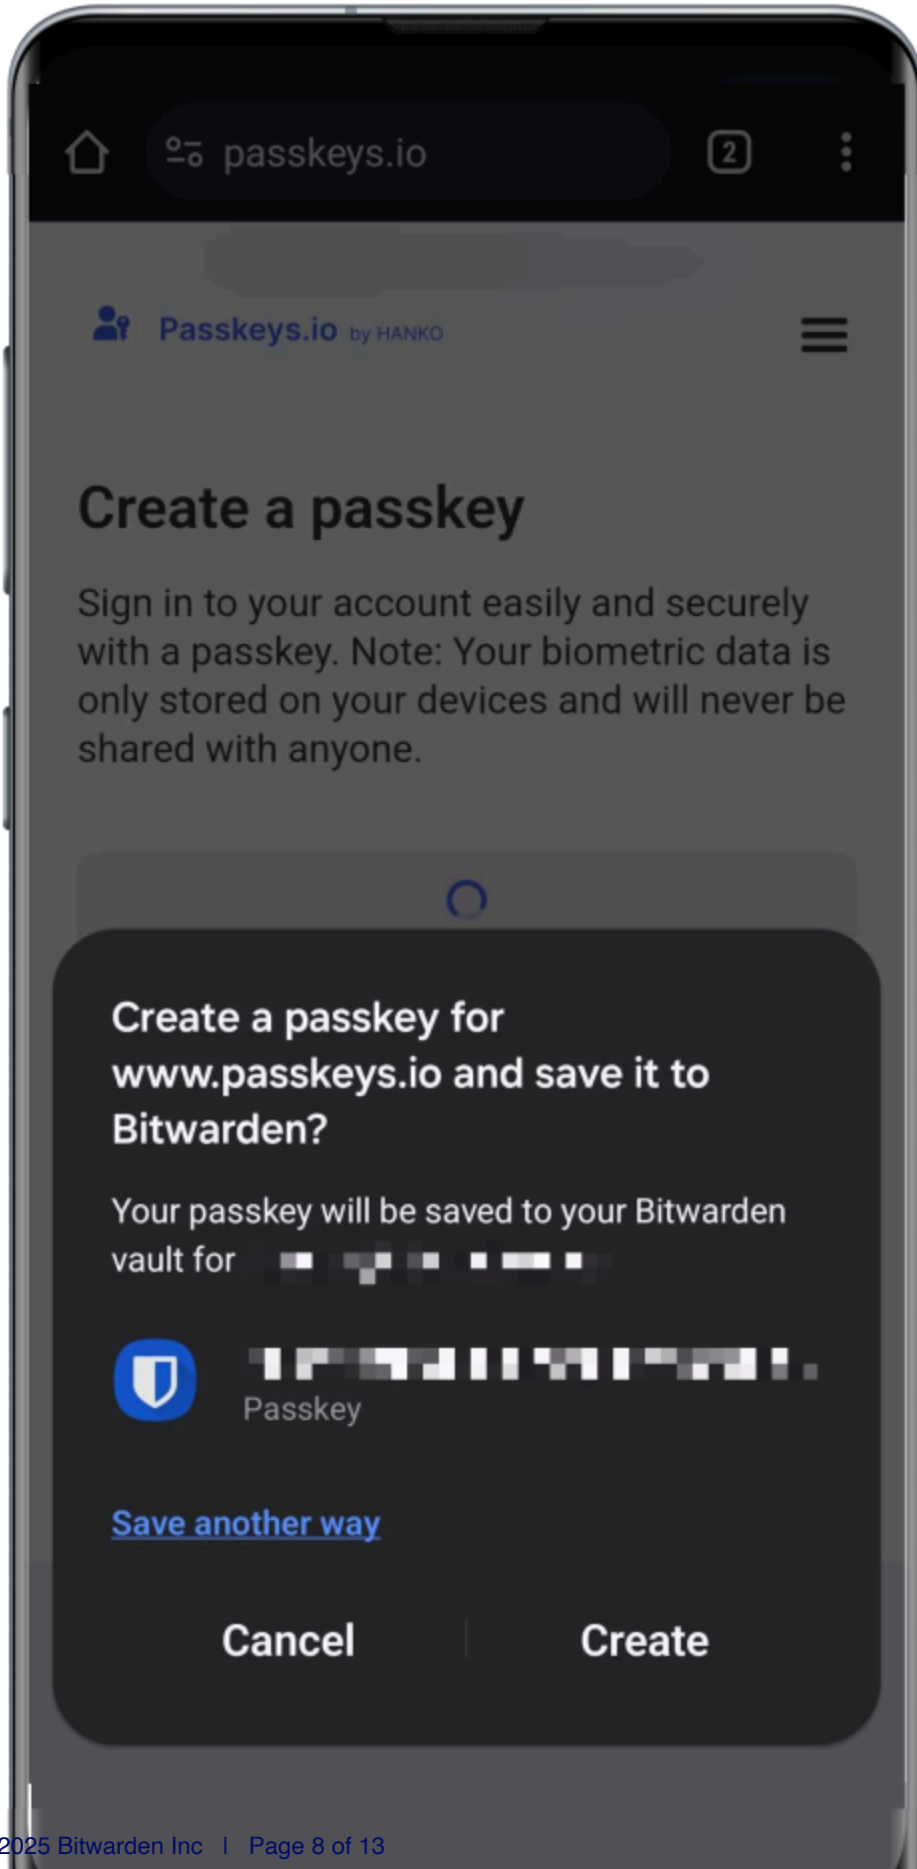 passkeys.io
2
Passkeys.io by HANKO
Create a passkey
Sign in to your account easily and securely
with a passkey. Note: Your biometric data is
only stored on your devices and will never be
shared with anyone.
Create a passkey for
www.passkeys.io and save it to
Bitwarden?
Your passkey will be saved to your Bitwarden
vault for
Passkey
Save another way
Cancel
Create
2025 Bitwarden Inc | Page 8 of 13